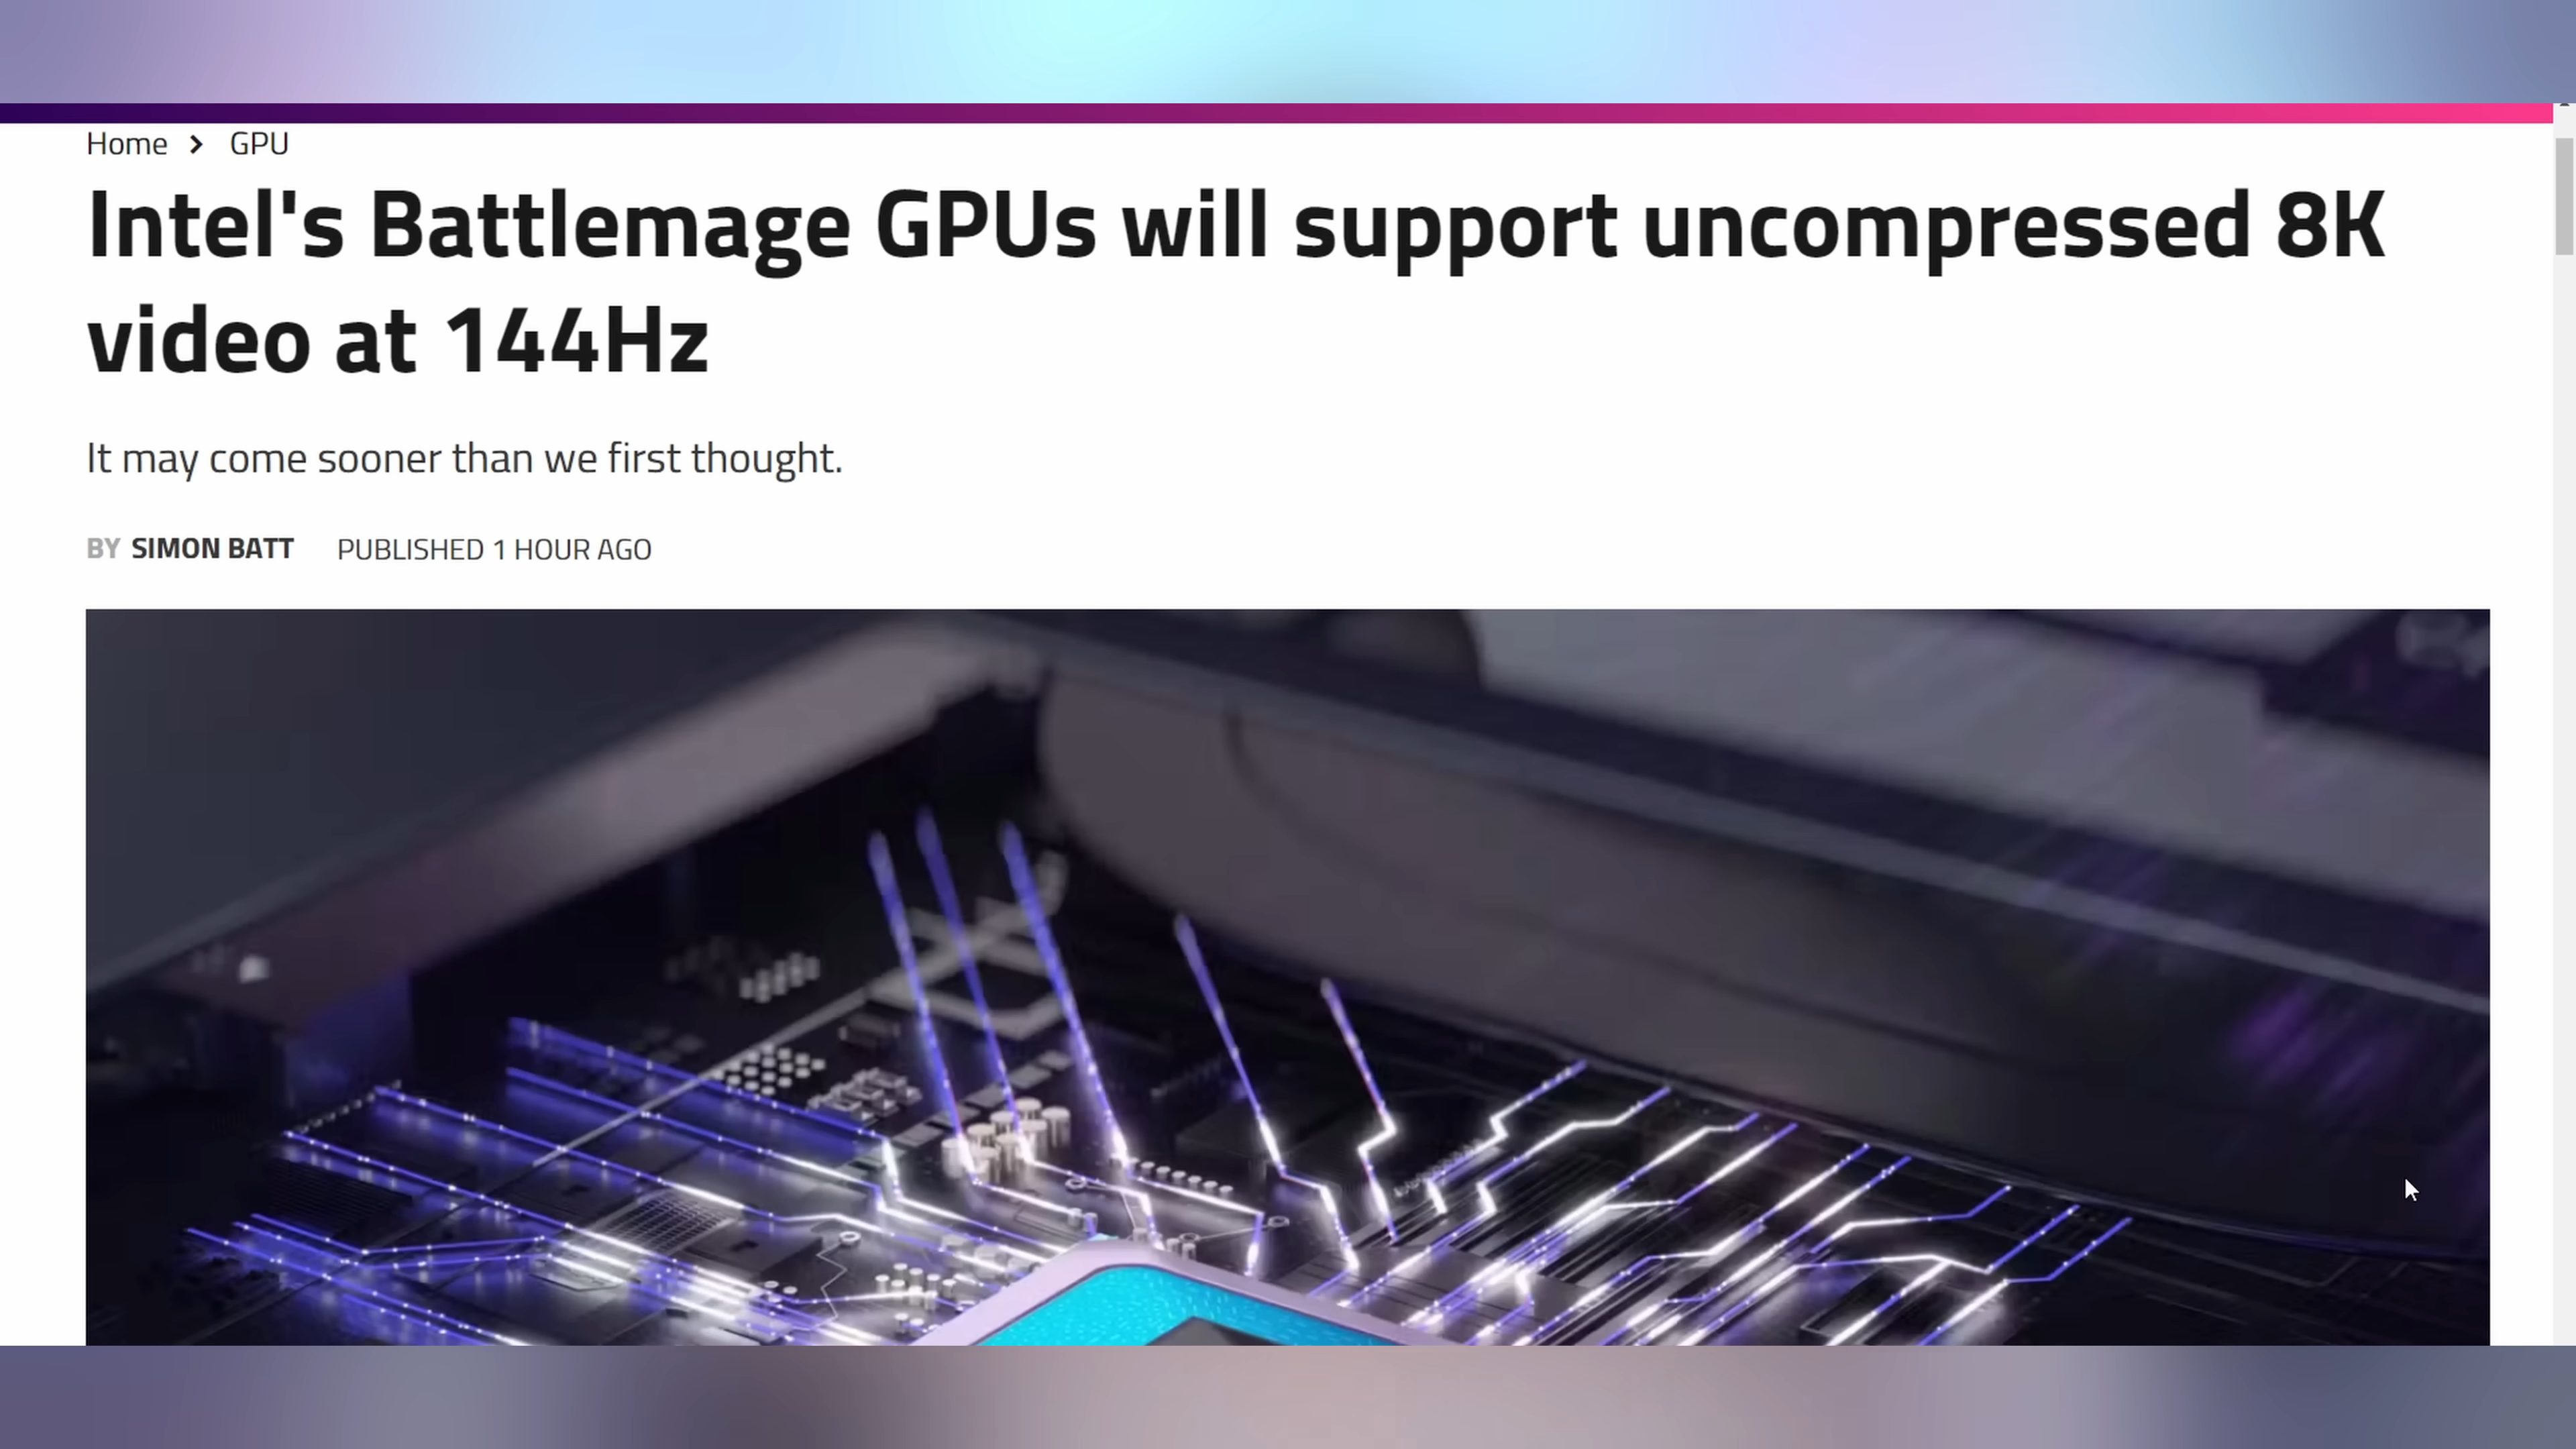 Home > GPU
Intel's Battlemage GPUs will support uncompressed 8K
video at 144Hz
It may come sooner than we first thought.
BY SIMON BATT PUBLISHED 1 HOUR AGO